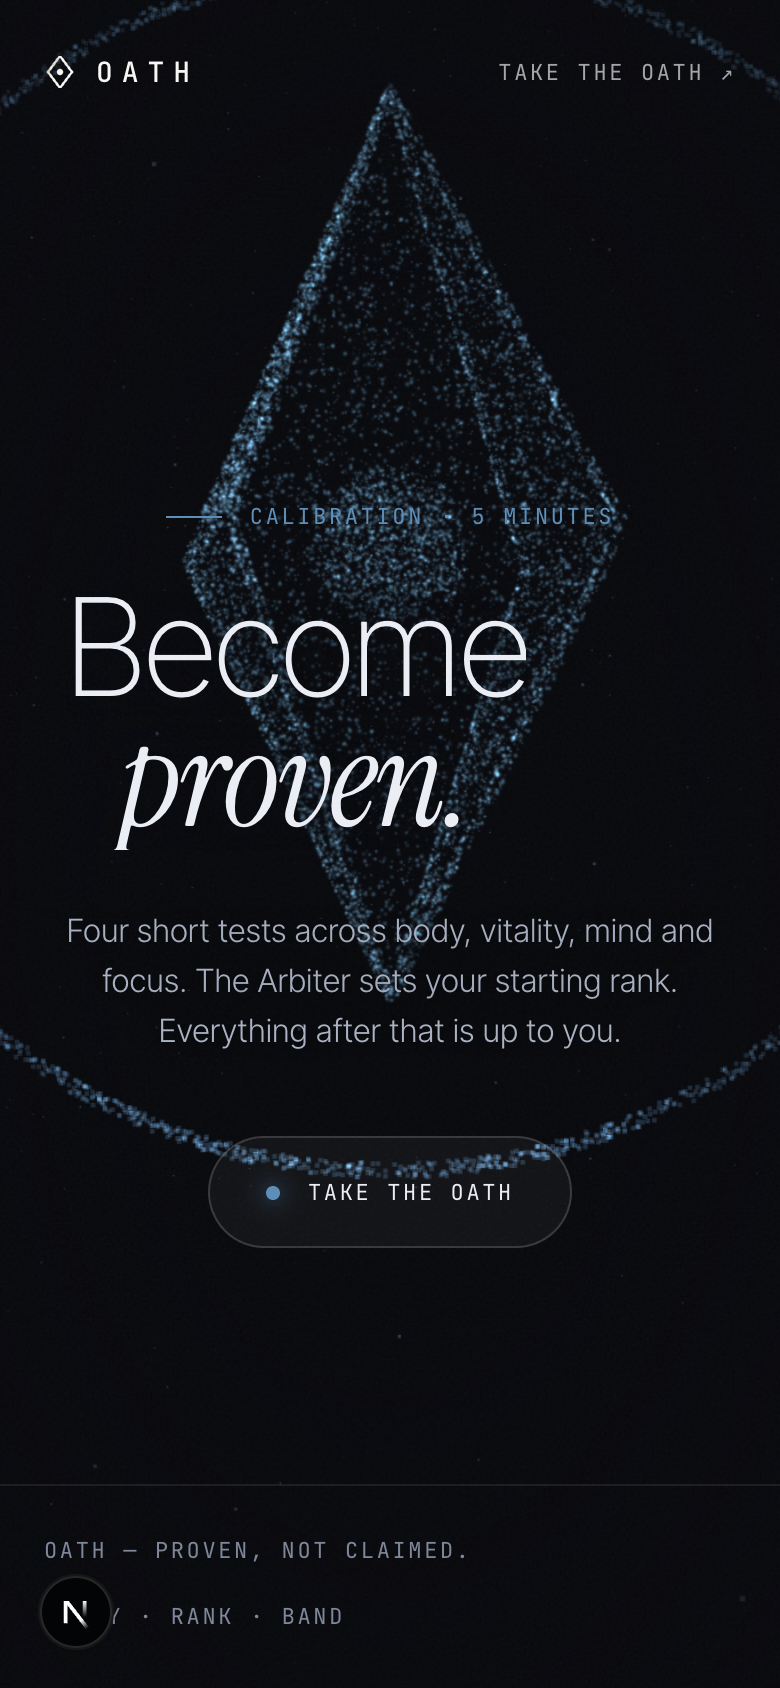 OATH
TAKE THE OATH ↗
CALIBRATION · 5 MINUTES
Become
proven.
Four short tests across body, vitality, mind and
focus. The Arbiter sets your starting rank.
Everything after that is up to you.
TAKE THE OATH
OATH — PROVEN, NOT CLAIMED.
N
· RANK · BAND